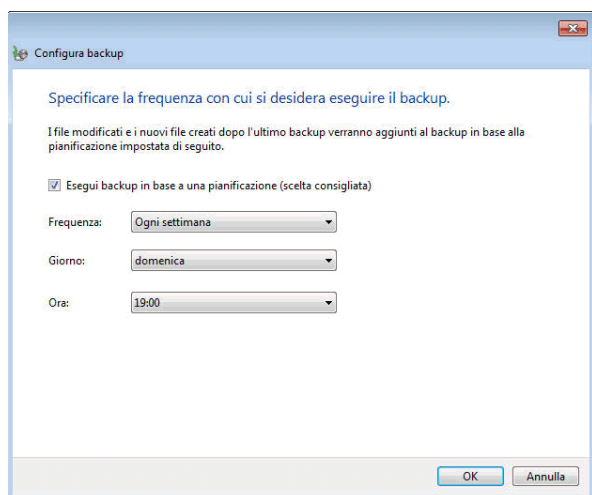 Configura backup
Specificare la frequenza con cui si desidera eseguire il backup.
I file modificati e i nuovi file creati dopo l'ultimo backup verranno aggiunti al backup in base alla
pianificazione impostata di seguito.
Esegui backup in base a una pianificazione (scelta consigliata)
Frequenza: Ogni settimana
Giorno: domenica
Ora: 19:00
OK Annulla